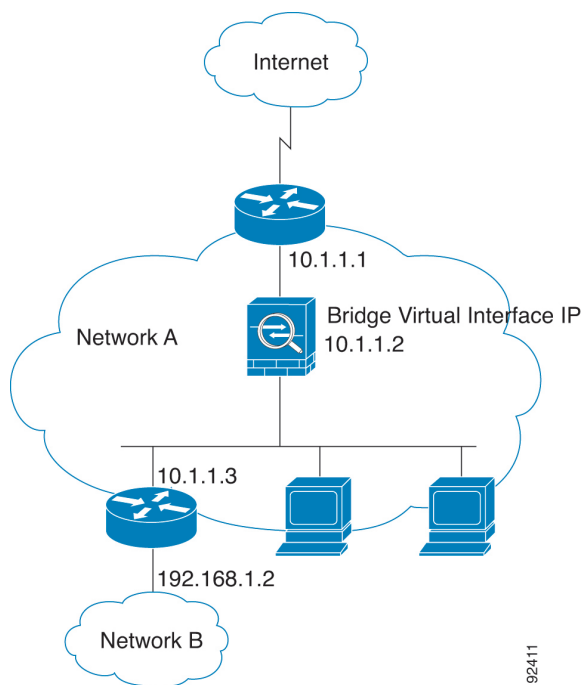 Internet
10.1.1.1
Bridge Virtual Interface IP
10.1.1.2
Network A
10.1.1.3
192.168.1.2
Network B
92411